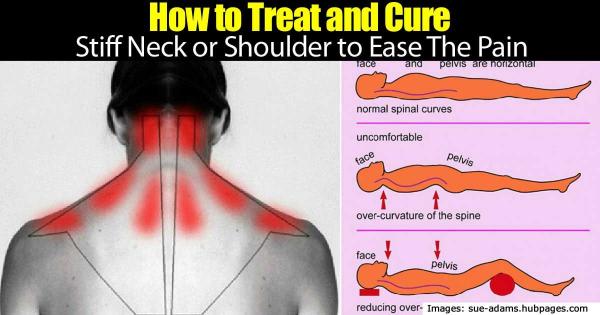 How to Treat and Cure
Stiff Neck or Shoulder to Ease The Pain
face and pelvis are horizontal
normal spinal curves
uncomfortable
face pelvis
over-curvature of the spine
face
pelvis
reducing over-
Images: sue-adams.hubpages.com